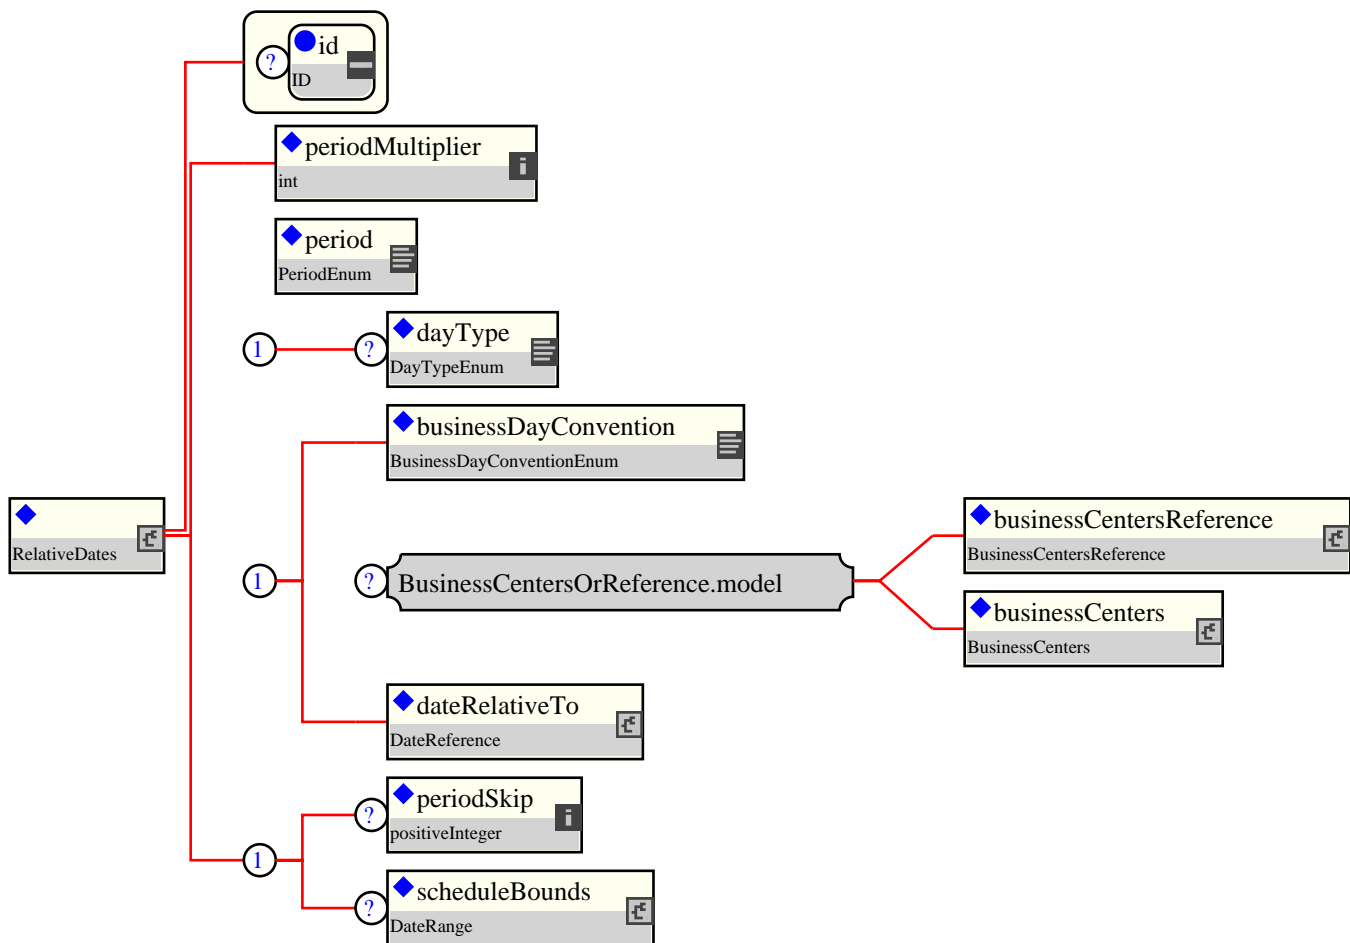 ? id
ID
periodMultiplier
i
int
period
PeriodEnum
dayType
1 ?
DayTypeEnum
businessDayConvention
BusinessDayConventionEnum
RelativeDates
1 ? BusinessCentersOrReference.model
businessCentersReference
BusinessCentersReference
businessCenters
BusinessCenters
dateRelativeTo
DateReference
periodSkip
? i
positiveInteger
1
scheduleBounds
?
DateRange